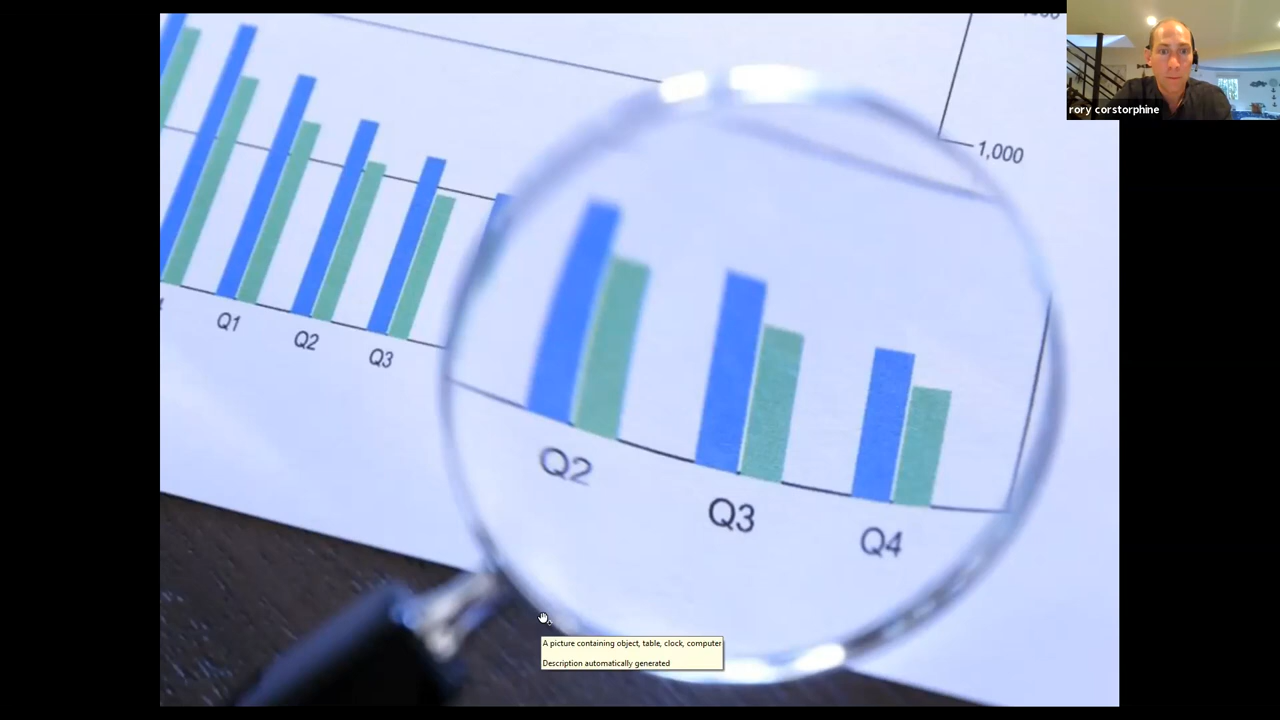 rory corstorphine
1,000
Q1
Q2
Q3
Q2
Q3
Q4
A picture containing object, table, clock, computer
Description automatically generated